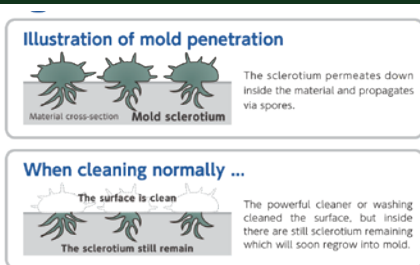 Illustration of mold penetration
The sclerotium permeates down
inside the material and propagates
via spores.
Material cross-section
Mold sclerotium
When cleaning normally ...
The surface is clean
The sclerotium still remain
The powerful cleaner or washing
cleaned the surface, but inside
there are still sclerotium remaining
which will soon regrow into mold.